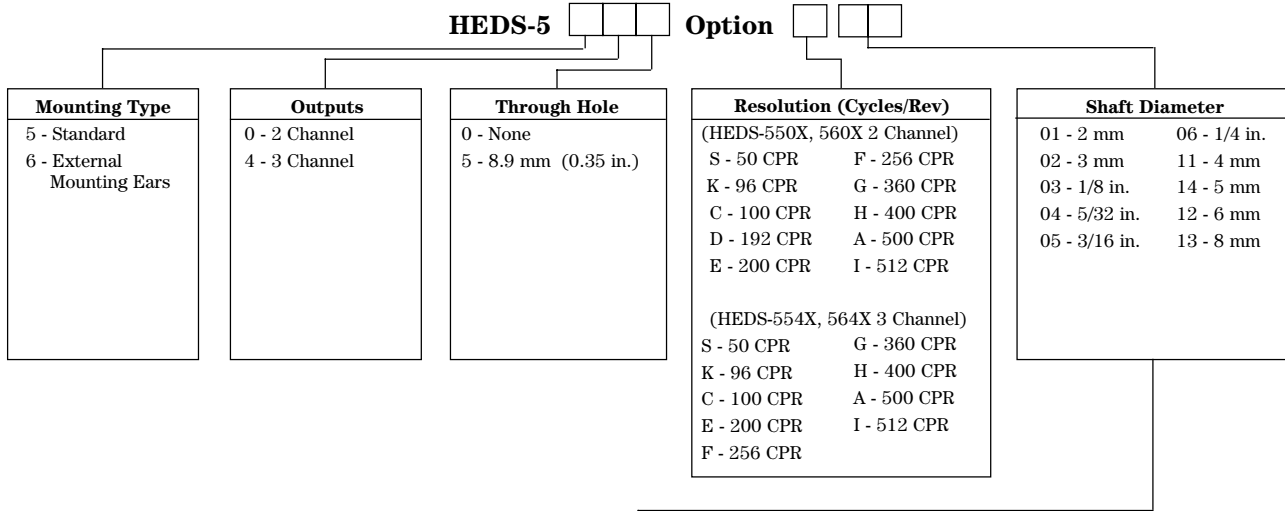 HEDS-5 Option
Mounting Type
5 - Standard
6 - External
Mounting Ears
Outputs
0 - 2 Channel
4 - 3 Channel
Through Hole
0 - None
5 - 8.9 mm (0.35 in.)
Resolution (Cycles/Rev)
(HEDS-550X, 560X 2 Channel)
S - 50 CPR F - 256 CPR
K - 96 CPR G - 360 CPR
C - 100 CPR H - 400 CPR
D - 192 CPR A - 500 CPR
E - 200 CPR I - 512 CPR
(HEDS-554X, 564X 3 Channel)
S - 50 CPR G - 360 CPR
K - 96 CPR H - 400 CPR
C - 100 CPR A - 500 CPR
E - 200 CPR I - 512 CPR
F - 256 CPR
Shaft Diameter
01 - 2 mm 06 - 1/4 in.
02 - 3 mm 11 - 4 mm
03 - 1/8 in. 14 - 5 mm
04 - 5/32 in. 12 - 6 mm
05 - 3/16 in. 13 - 8 mm